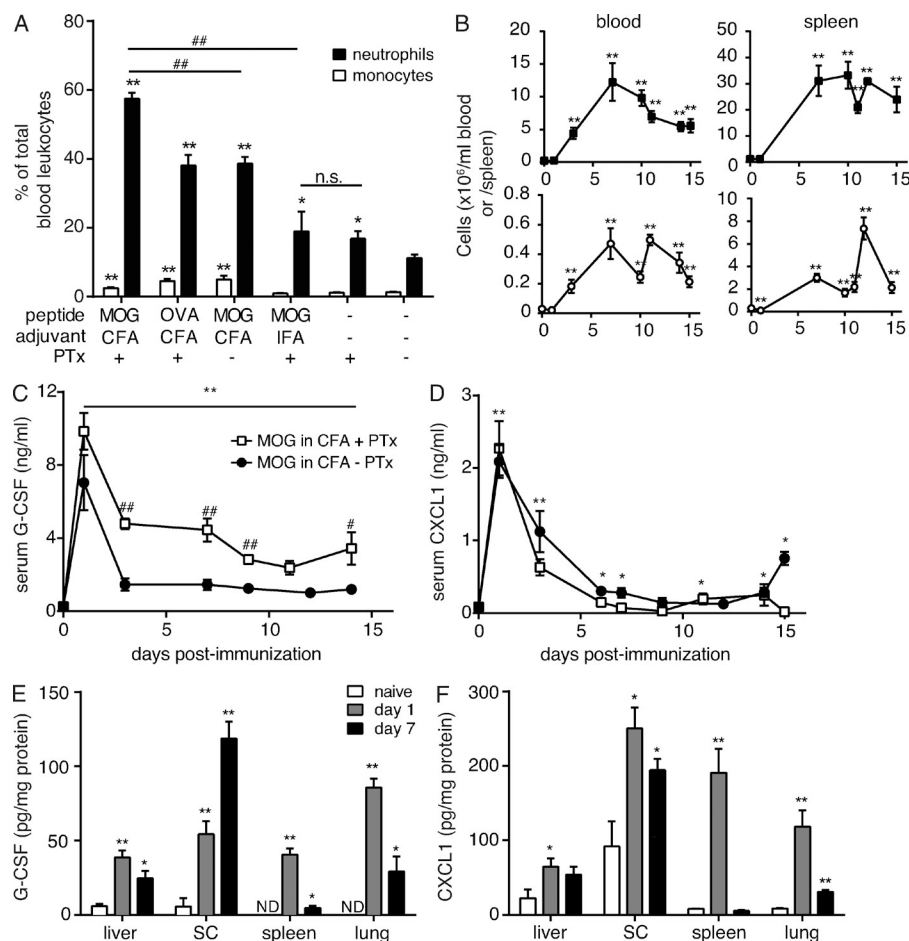 A
80
60
40
20
0
% of total
blood leukocytes
##
##
n.s.
neutrophils
monocytes
** ** ** ** ** ** * *
peptide MOG OVA MOG MOG - -
adjuvant CFA CFA CFA IFA - -
PTx + + - + + -
B
blood spleen
Cells (x10⁶/ml blood
or /spleen)
15
10
5
0
** ** ** ** ** **
0 5 10 15
50
40
30
20
10
0
** ** ** ** **
0 5 10 15
0.6
0.4
0.2
0
** ** ** ** ** **
0 5 10 15
8
6
4
2
0
** ** ** ** ** **
0 5 10 15
C
serum G-CSF (ng/ml)
12
8
4
0
**
MOG in CFA + PTx
MOG in CFA - PTx
## ## ## #
0 5 10 15
days post-immunization
D
serum CXCL1 (ng/ml)
3
2
1
0
** ** * * * * *
0 5 10 15
days post-immunization
E
G-CSF (pg/mg protein)
150
100
50
0
naive
day 1
day 7
** * ** ** ** * ** *
ND ND
liver SC spleen lung
F
CXCL1 (pg/mg protein)
300
200
100
0
* * * ** ** **
liver SC spleen lung